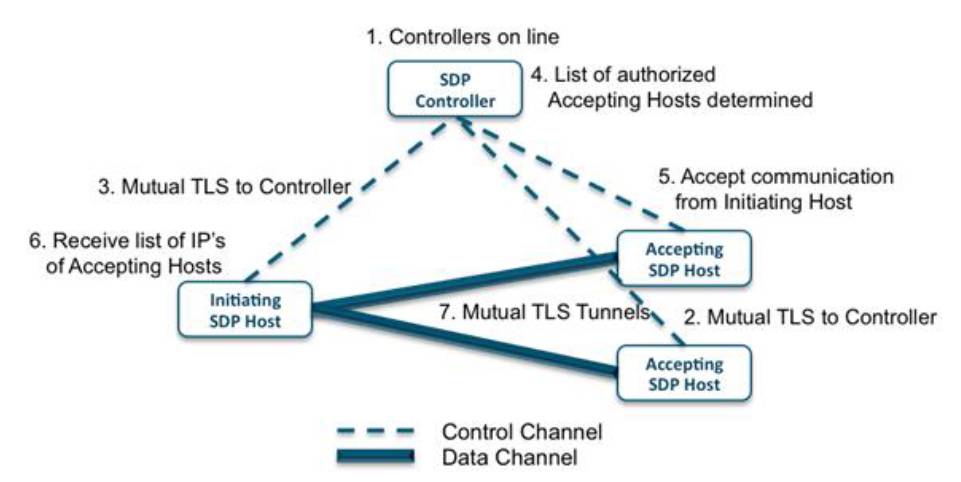 1. Controllers on line
SDP
Controller
4. List of authorized
Accepting Hosts determined
3. Mutual TLS to Controller
5. Accept communication
from Initiating Host
6. Receive list of IP's
of Accepting Hosts
Accepting
SDP Host
Initiating
SDP Host
7. Mutual TLS Tunnels
2. Mutual TLS to Controller
Accepting
SDP Host
Control Channel
Data Channel